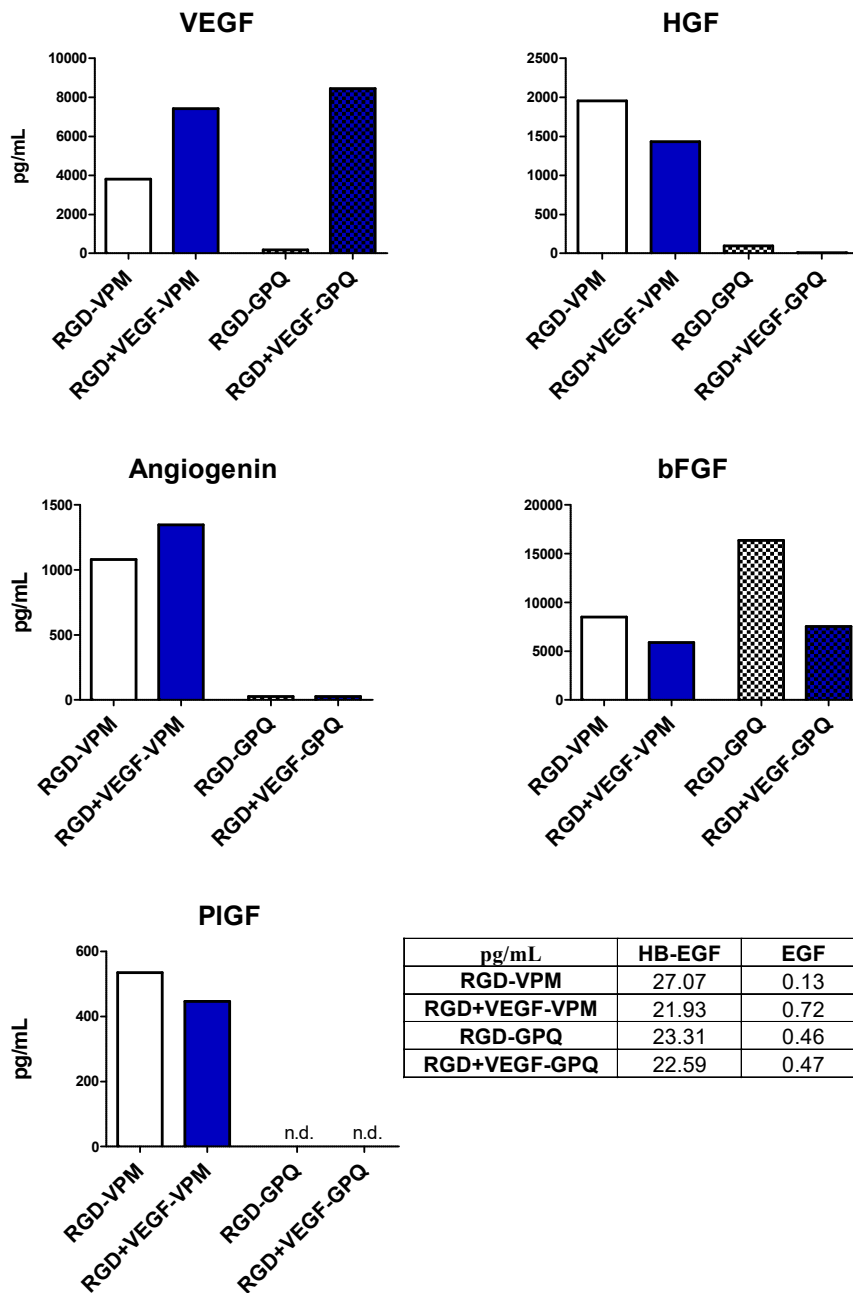 VEGF
10000
8000
6000
4000
2000
0
pg/mL
RGD-VPM
RGD+VEGF-VPM
RGD-GPQ
RGD+VEGF-GPQ
HGF
2500
2000
1500
1000
500
0
RGD-VPM
RGD+VEGF-VPM
RGD-GPQ
RGD+VEGF-GPQ
Angiogenin
1500
1000
500
0
pg/mL
RGD-VPM
RGD+VEGF-VPM
RGD-GPQ
RGD+VEGF-GPQ
bFGF
20000
15000
10000
5000
0
RGD-VPM
RGD+VEGF-VPM
RGD-GPQ
RGD+VEGF-GPQ
PlGF
600
400
200
0
pg/mL
n.d. n.d.
RGD-VPM
RGD+VEGF-VPM
RGD-GPQ
RGD+VEGF-GPQ
pg/mL HB-EGF EGF
RGD-VPM 27.07 0.13
RGD+VEGF-VPM 21.93 0.72
RGD-GPQ 23.31 0.46
RGD+VEGF-GPQ 22.59 0.47